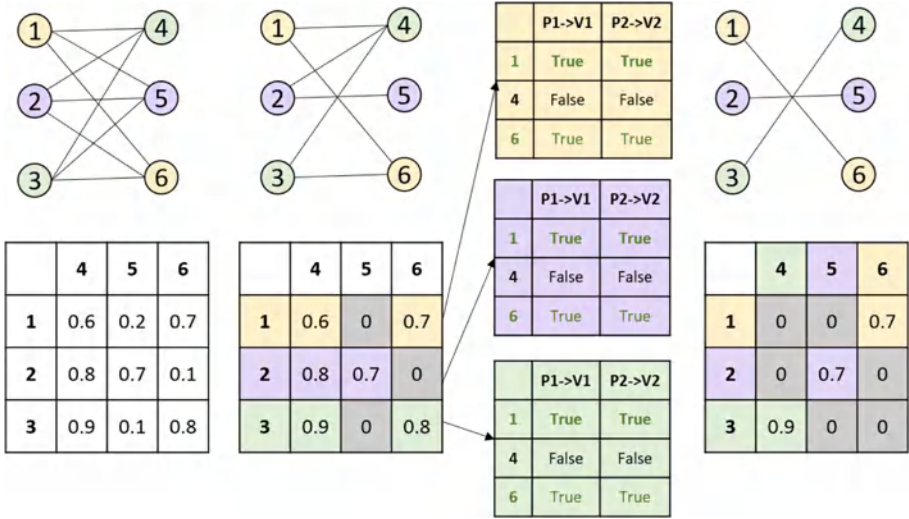 1 4
2 5
3 6
1 4
2 5
3 6
P1->V1 P2->V2
1 True True
4 False False
6 True True
P1->V1 P2->V2
1 True True
4 False False
6 True True
P1->V1 P2->V2
1 True True
4 False False
6 True True
1 4
2 5
3 6
4 5 6
1 0.6 0.2 0.7
2 0.8 0.7 0.1
3 0.9 0.1 0.8
4 5 6
1 0.6 0 0.7
2 0.8 0.7 0
3 0.9 0 0.8
4 5 6
1 0 0 0.7
2 0 0.7 0
3 0.9 0 0